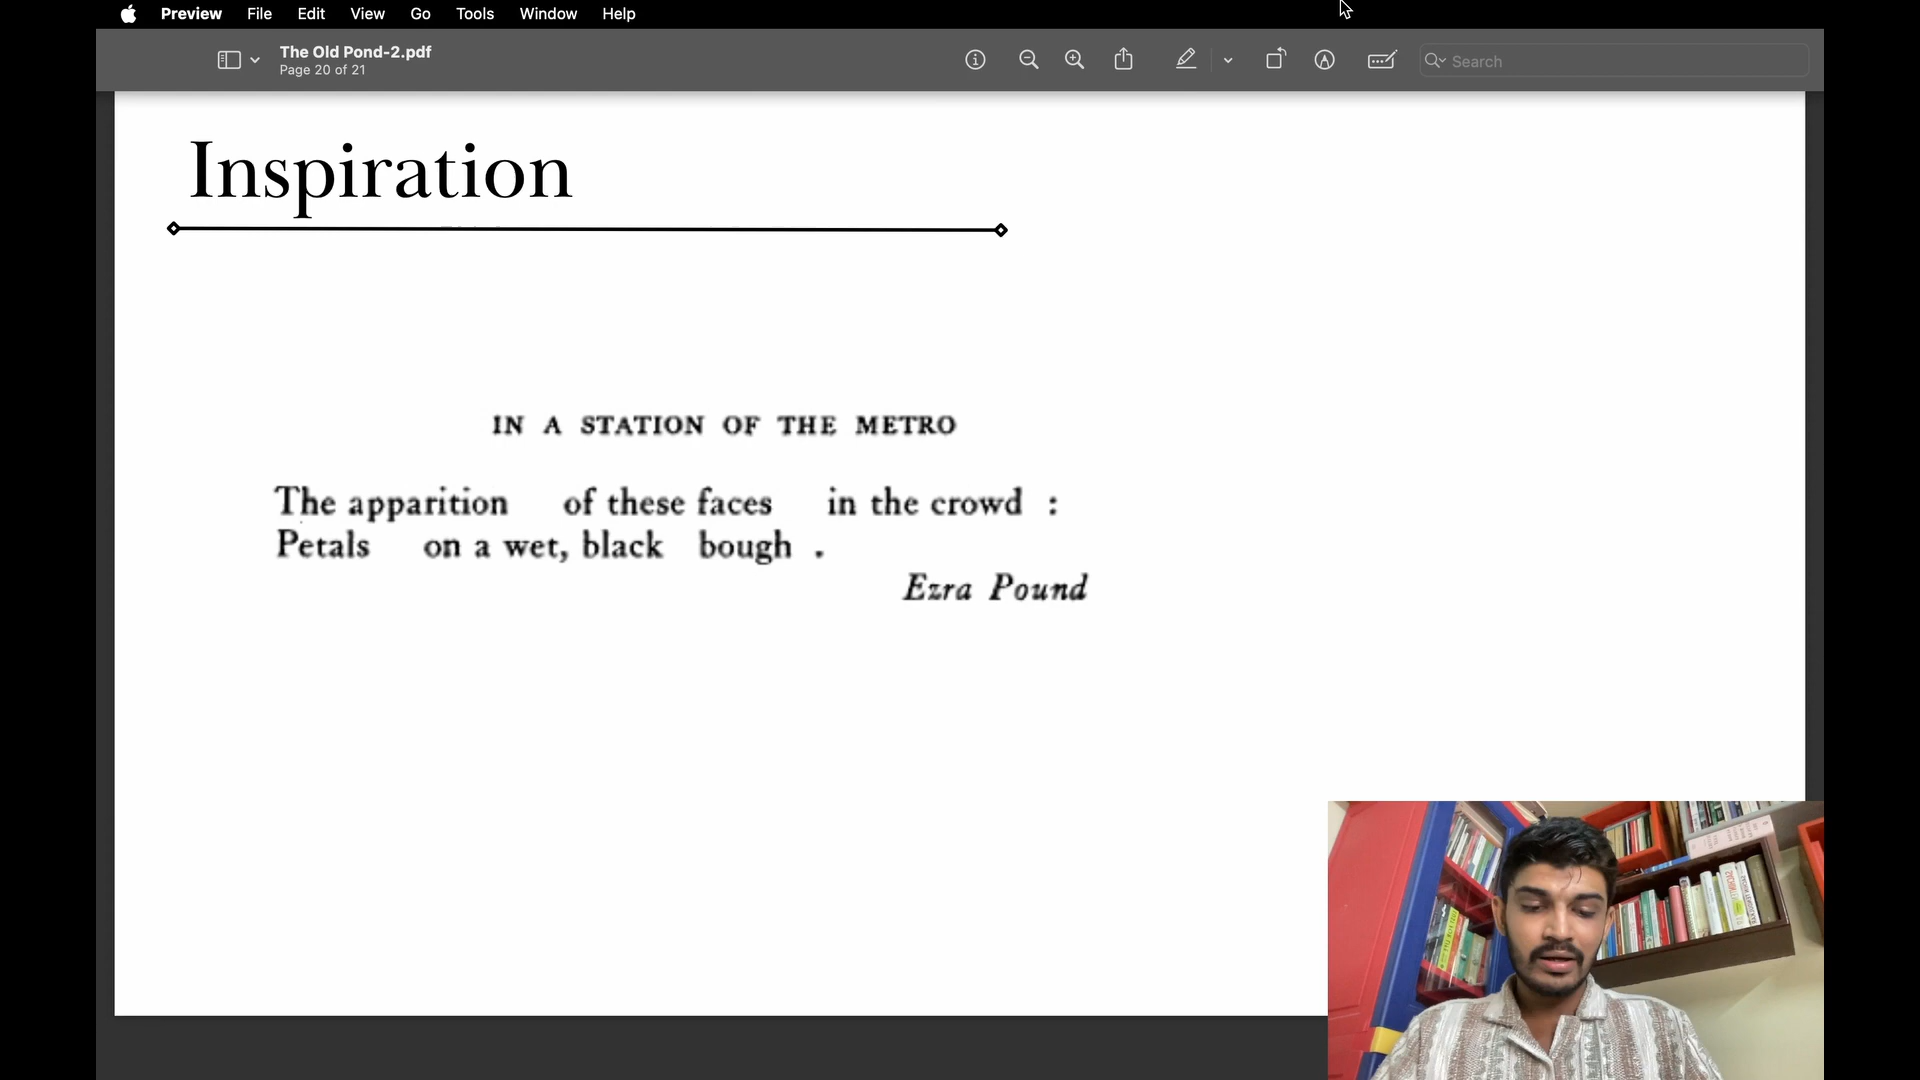 Preview File Edit View Go Tools Window Help
The Old Pond-2.pdf
Page 20 of 21
Search
Inspiration
IN A STATION OF THE METRO
The apparition of these faces in the crowd :
Petals on a wet, black bough .
Ezra Pound